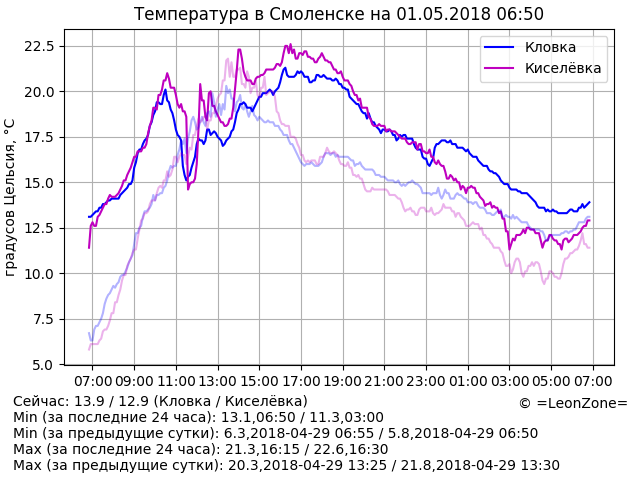 Температура в Смоленске на 01.05.2018 06:50
градусов Цельсия, °C
22.5
20.0
17.5
15.0
12.5
10.0
7.5
5.0
Кловка
Киселёвка
07:00 09:00 11:00 13:00 15:00 17:00 19:00 21:00 23:00 01:00 03:00 05:00 07:00
Сейчас: 13.9 / 12.9 (Кловка / Киселёвка)
© =LeonZone=
Min (за последние 24 часа): 13.1,06:50 / 11.3,03:00
Min (за предыдущие сутки): 6.3,2018-04-29 06:55 / 5.8,2018-04-29 06:50
Max (за последние 24 часа): 21.3,16:15 / 22.6,16:30
Max (за предыдущие сутки): 20.3,2018-04-29 13:25 / 21.8,2018-04-29 13:30